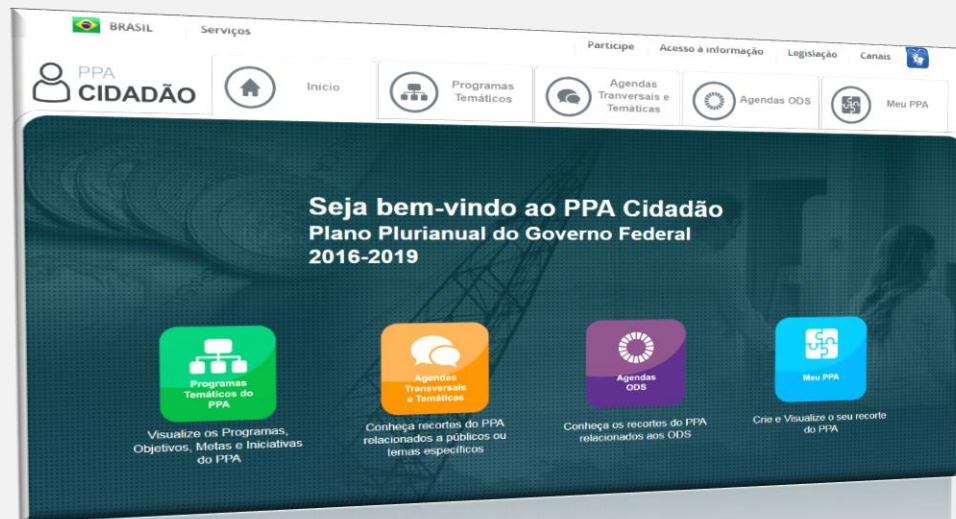 BRASIL
Serviços
Participe
Acesso à informação
Legislação
Canais
PPA
CIDADÃO
Início
Programas
Temáticos
Agendas
Tranversais e
Temáticas
Agendas ODS
Meu PPA
Seja bem-vindo ao PPA Cidadão
Plano Plurianual do Governo Federal
2016-2019
Programas
Temáticos do
PPA
Visualize os Programas,
Objetivos, Metas e Iniciativas
do PPA
Agendas
Transversais
e Temáticas
Conheça recortes do PPA
relacionados a públicos ou
temas específicos
Agendas
ODS
Conheça os recortes do PPA
relacionados aos ODS
Meu PPA
Crie e Visualize o seu recorte
do PPA